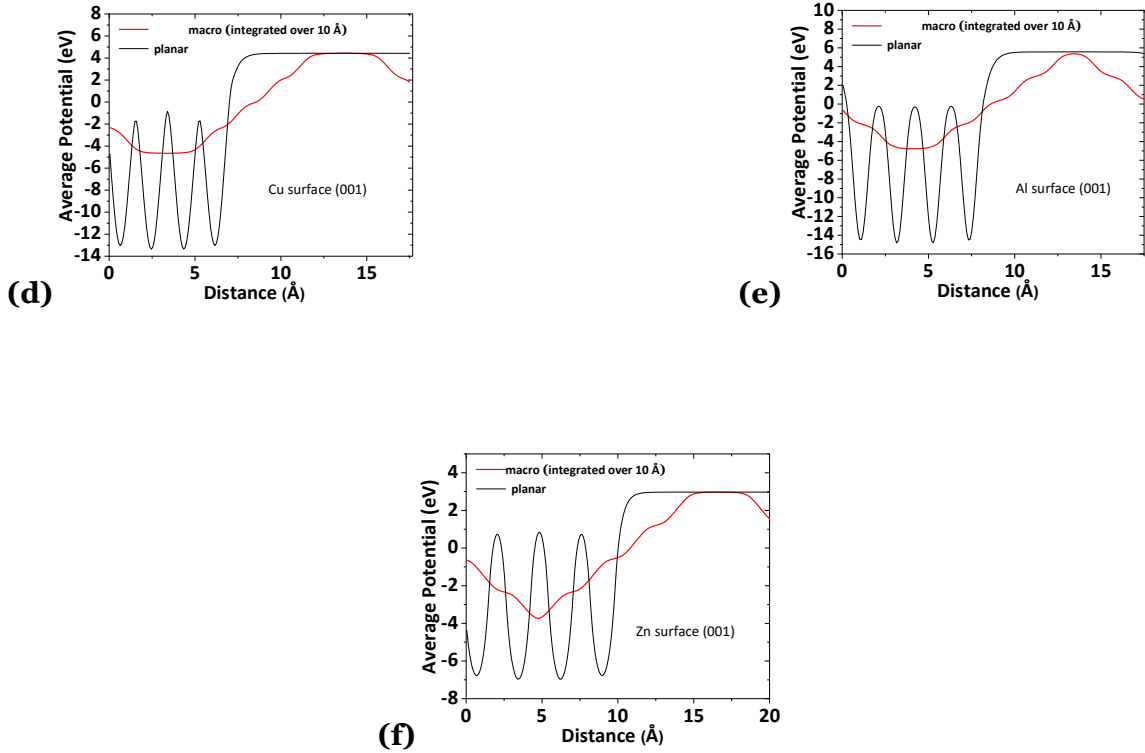 8
6
4
2
0
-2
-4
-6
-8
-10
-12
-14
Average Potential (eV)
macro (integrated over 10 Å)
planar
Cu surface (001)
0 5 10 15
Distance (Å)
(d)
10
8
6
4
2
0
-2
-4
-6
-8
-10
-12
-14
-16
Average Potential (eV)
macro (integrated over 10 Å)
planar
Al surface (001)
0 5 10 15
Distance (Å)
(e)
4
2
0
-2
-4
-6
-8
Average Potential (eV)
macro (integrated over 10 Å)
planar
Zn surface (001)
0 5 10 15 20
Distance (Å)
(f)